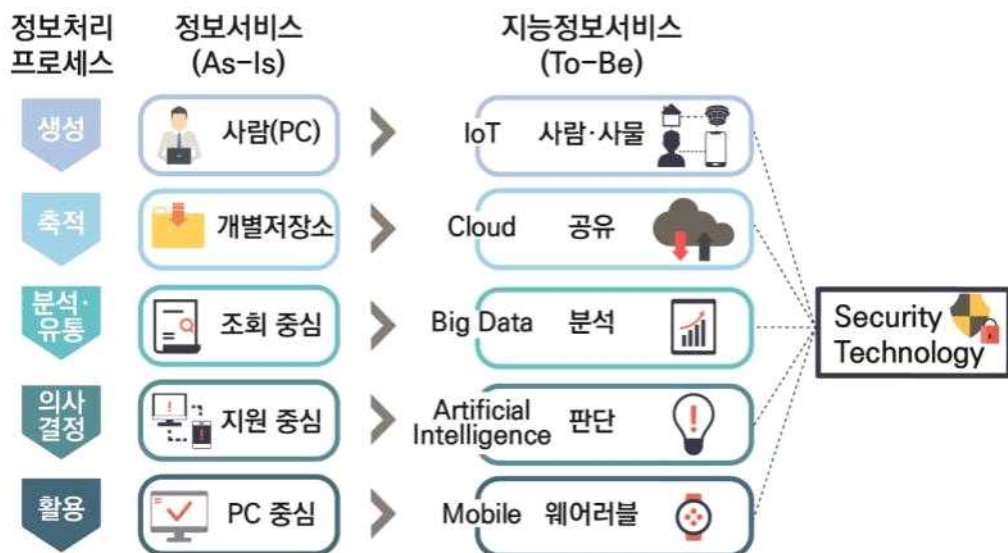 정보처리
프로세스
정보서비스
(As-Is)
지능정보서비스
(To-Be)
생성
사람(PC)
IoT
사람·사물
축적
개별저장소
Cloud
공유
분석·
유통
조회 중심
Big Data
분석
Security
Technology
의사
결정
지원 중심
Artificial
Intelligence
판단
활용
PC 중심
Mobile
웨어러블